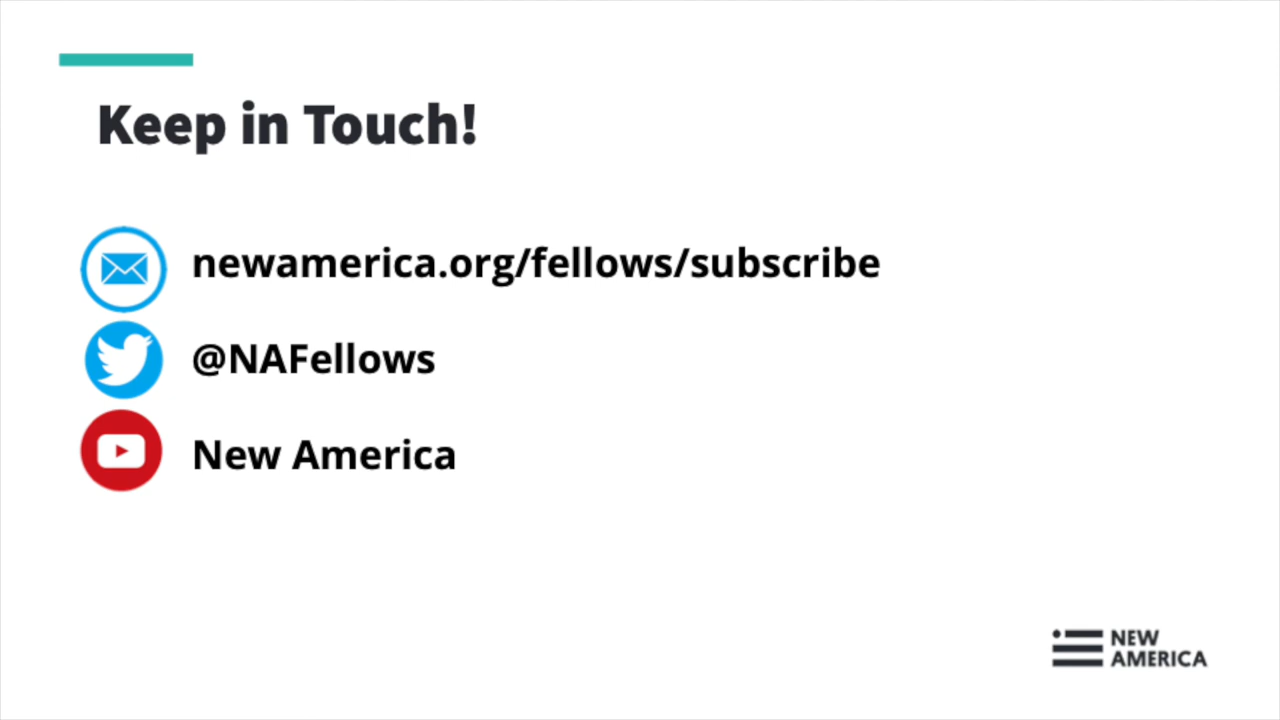 Keep in Touch!
newamerica.org/fellows/subscribe
@NAFellows
New America
NEW
AMERICA